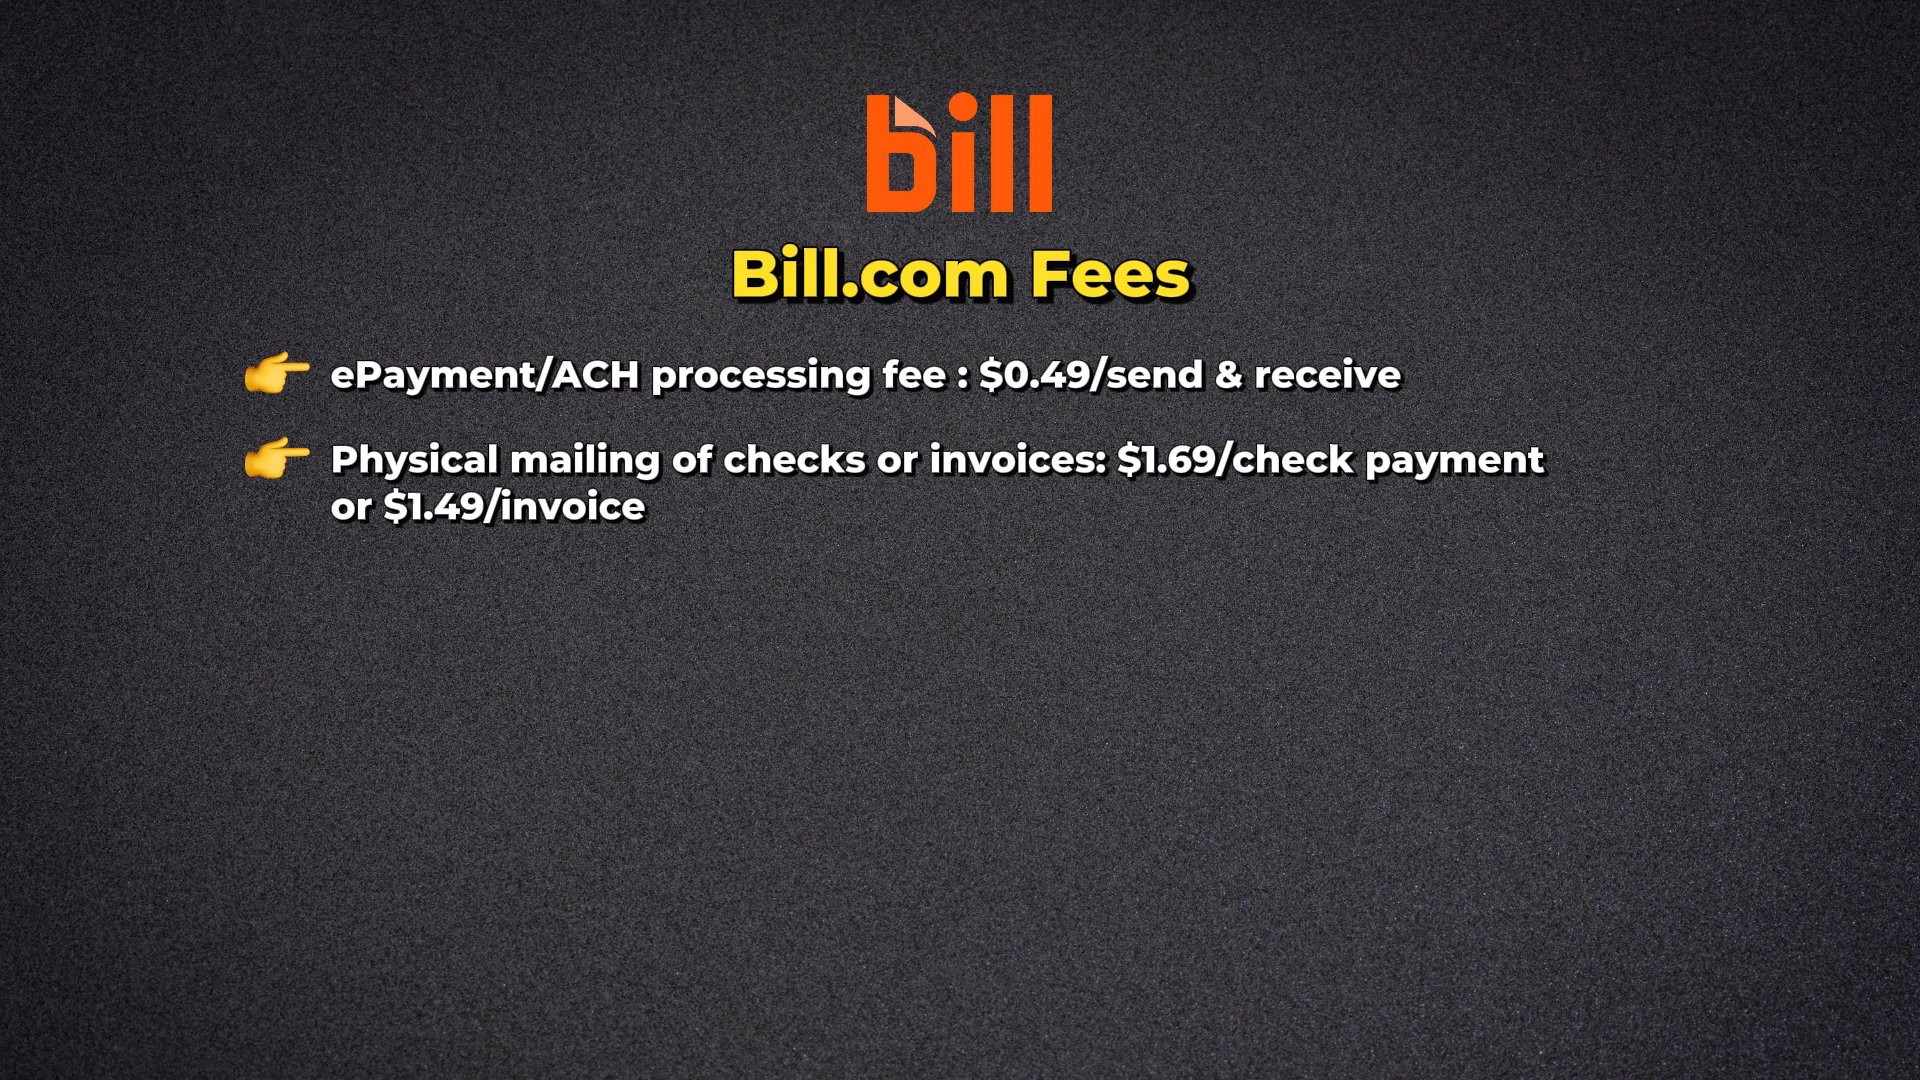 bill
Bill.com Fees
ePayment/ACH processing fee : $0.49/send & receive
Physical mailing of checks or invoices: $1.69/check payment
or $1.49/invoice